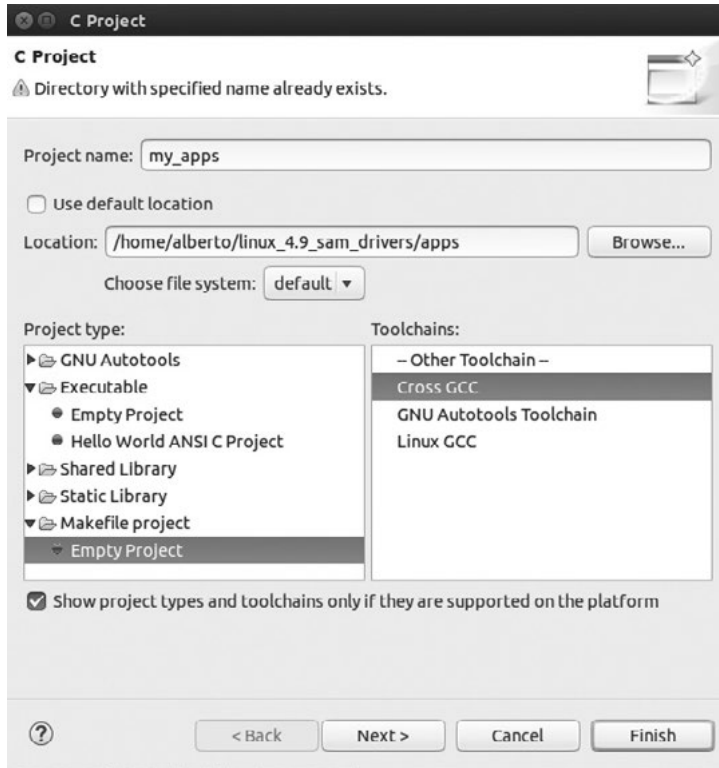 C Project
C Project
Directory with specified name already exists.
Project name: my_apps
Use default location
Location: /home/alberto/linux_4.9_sam_drivers/apps Browse...
Choose file system: default
Project type:
GNU Autotools
Executable
Empty Project
Hello World ANSI C Project
Shared Library
Static Library
Makefile project
Empty Project
Toolchains:
-- Other Toolchain --
Cross GCC
GNU Autotools Toolchain
Linux GCC
Show project types and toolchains only if they are supported on the platform
? < Back Next > Cancel Finish